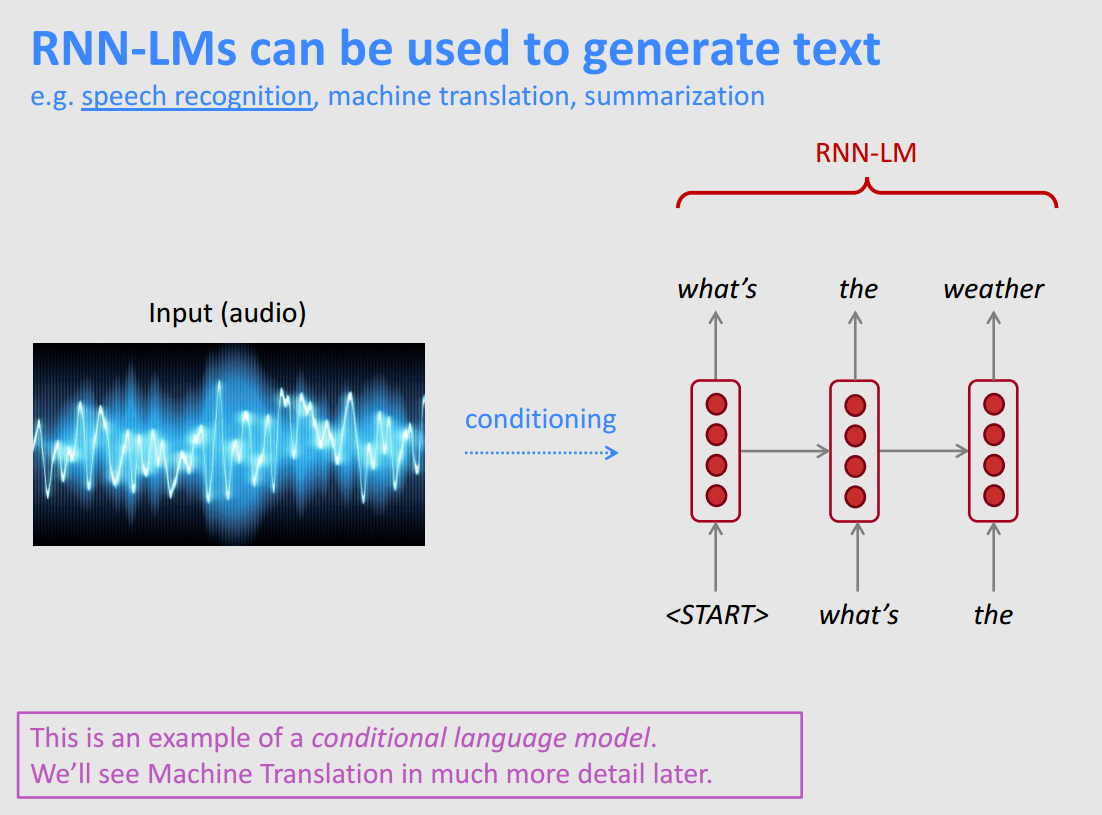 RNN-LMs can be used to generate text
e.g. speech recognition, machine translation, summarization
RNN-LM
what’s the weather
Input (audio)
conditioning
<START> what’s the
This is an example of a conditional language model.
We’ll see Machine Translation in much more detail later.